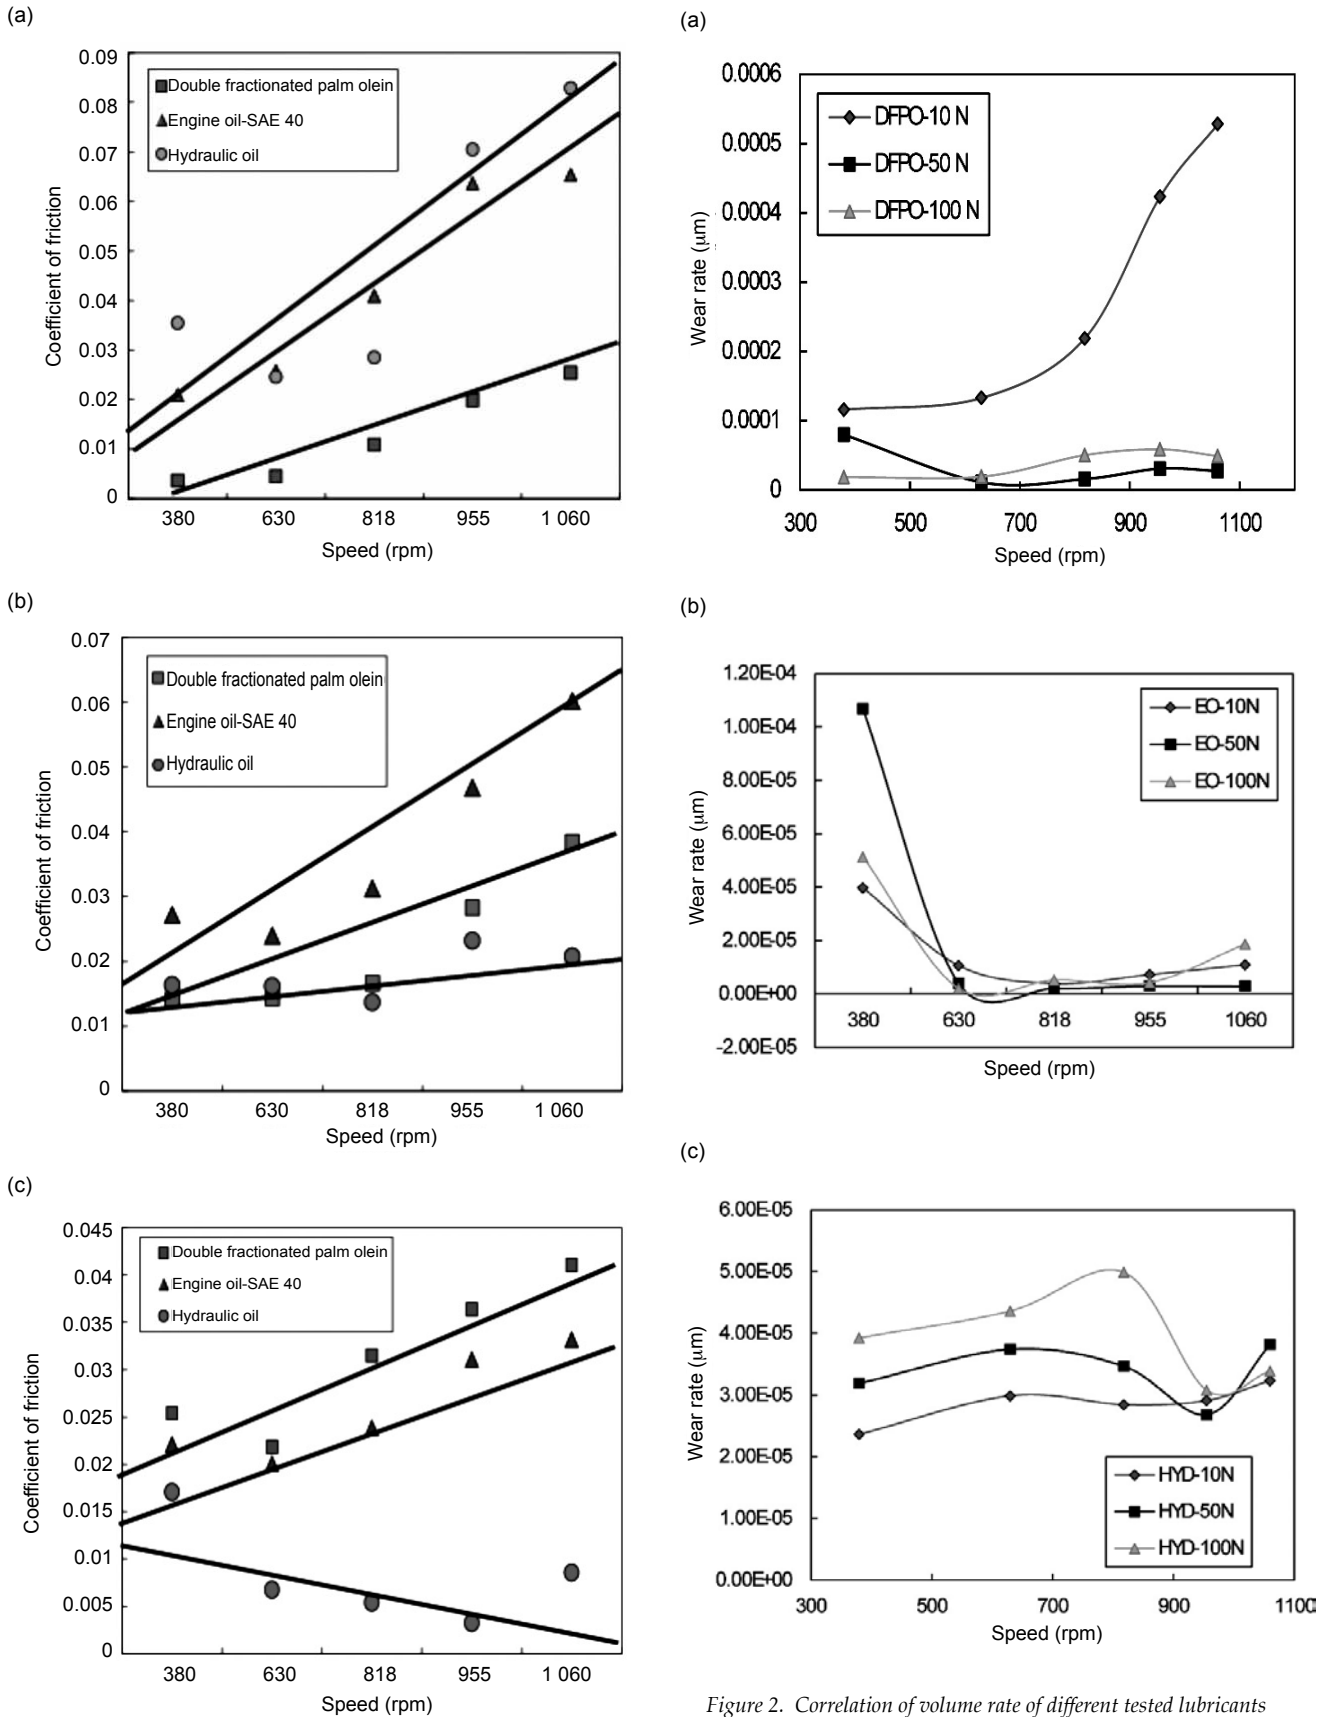 (a)
0.09
0.08
0.07
0.06
0.05
0.04
0.03
0.02
0.01
0
Coefficient of friction
Double fractionated palm olein
Engine oil-SAE 40
Hydraulic oil
380 630 818 955 1 060
Speed (rpm)
(b)
0.07
0.06
0.05
0.04
0.03
0.02
0.01
0
Coefficient of friction
Double fractionated palm olein
Engine oil-SAE 40
Hydraulic oil
380 630 818 955 1 060
Speed (rpm)
(c)
0.045
0.04
0.035
0.03
0.025
0.02
0.015
0.01
0.005
0
Coefficient of friction
Double fractionated palm olein
Engine oil-SAE 40
Hydraulic oil
380 630 818 955 1 060
Speed (rpm)
(a)
0.0006
0.0005
0.0004
0.0003
0.0002
0.0001
0
Wear rate (μm)
DFPO-10 N
DFPO-50 N
DFPO-100 N
300 500 700 900 1100
Speed (rpm)
(b)
1.20E-04
1.00E-04
8.00E-05
6.00E-05
4.00E-05
2.00E-05
0.00E+00
-2.00E-05
Wear rate (μm)
EO-10N
EO-50N
EO-100N
380 630 818 955 1060
Speed (rpm)
(c)
6.00E-05
5.00E-05
4.00E-05
3.00E-05
2.00E-05
1.00E-05
0.00E+00
Wear rate (μm)
HYD-10N
HYD-50N
HYD-100N
300 500 700 900 1100
Speed (rpm)
Figure 2. Correlation of volume rate of different tested lubricants